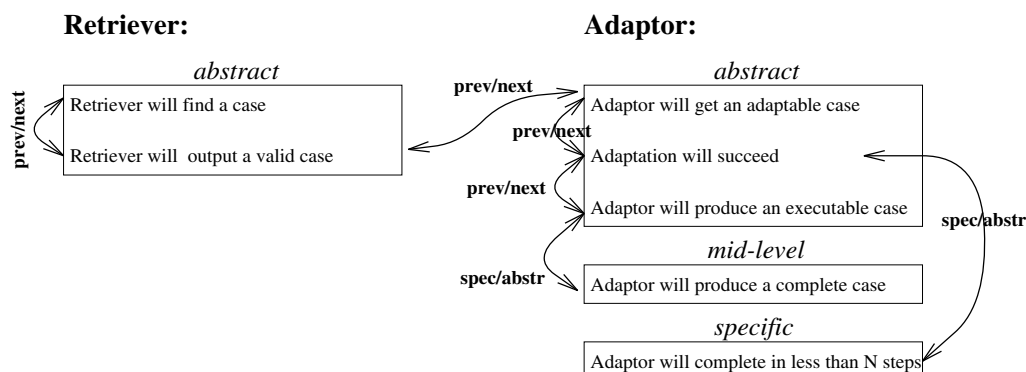 Retriever:
abstract
Retriever will find a case
prev/next
Retriever will output a valid case
Adaptor:
abstract
prev/next
Adaptor will get an adaptable case
prev/next
Adaptation will succeed
prev/next
Adaptor will produce an executable case
spec/abstr
mid-level
spec/abstr
Adaptor will produce a complete case
specific
Adaptor will complete in less than N steps